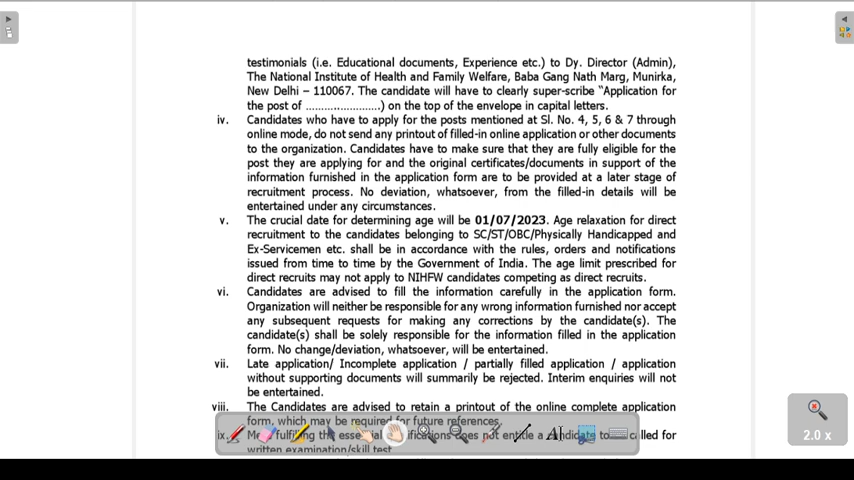 testimonials (i.e. Educational documents, Experience etc.) to Dy. Director (Admin),
The National Institute of Health and Family Welfare, Baba Gang Nath Marg, Munirka,
New Delhi – 110067. The candidate will have to clearly super-scribe "Application for
the post of .......................) on the top of the envelope in capital letters.
iv. Candidates who have to apply for the posts mentioned at Sl. No. 4, 5, 6 & 7 through
online mode, do not send any printout of filled-in online application or other documents
to the organization. Candidates have to make sure that they are fully eligible for the
post they are applying for and the original certificates/documents in support of the
information furnished in the application form are to be provided at a later stage of
recruitment process. No deviation, whatsoever, from the filled-in details will be
entertained under any circumstances.
v. The crucial date for determining age will be 01/07/2023. Age relaxation for direct
recruitment to the candidates belonging to SC/ST/OBC/Physically Handicapped and
Ex-Servicemen etc. shall be in accordance with the rules, orders and notifications
issued from time to time by the Government of India. The age limit prescribed for
direct recruits may not apply to NIHFW candidates competing as direct recruits.
vi. Candidates are advised to fill the information carefully in the application form.
Organization will neither be responsible for any wrong information furnished nor accept
any subsequent requests for making any corrections by the candidate(s). The
candidate(s) shall be solely responsible for the information filled in the application
form. No change/deviation, whatsoever, will be entertained.
vii. Late application/ Incomplete application / partially filled application / application
without supporting documents will summarily be rejected. Interim enquiries will not
be entertained.
viii. The Candidates are advised to retain a printout of the online complete application
form, which may be required for future references.
ix. fulfilling the does not entitle a for
written examination/skill test
2.0 x